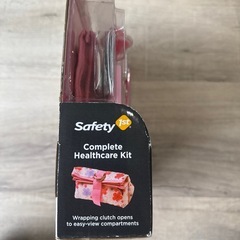 Safety 1st
Complete
Healthcare Kit
Wrapping clutch opens
to easy-view compartments